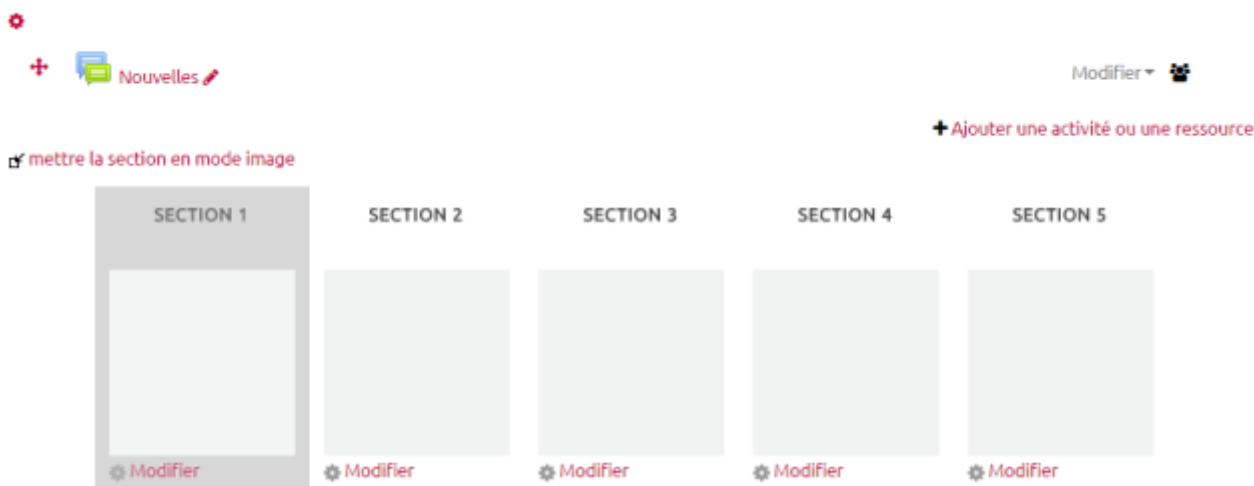 Nouvelles
Modifier
Ajouter une activité ou une ressource
mettre la section en mode image
SECTION 1 SECTION 2 SECTION 3 SECTION 4 SECTION 5
Modifier Modifier Modifier Modifier Modifier